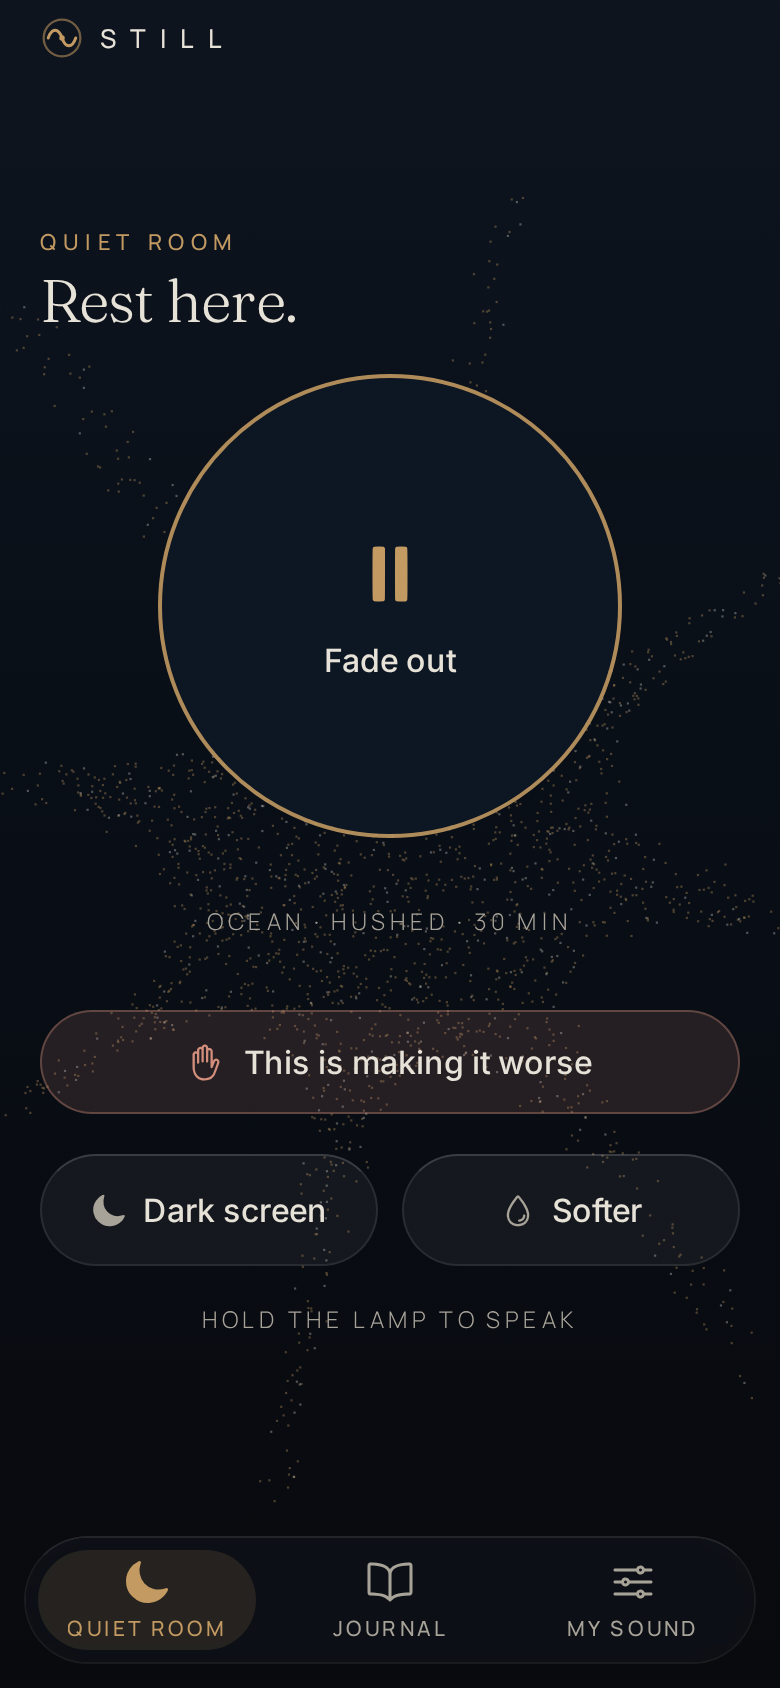 STILL
QUIET ROOM
Rest here.
Fade out
OCEAN · HUSHED · 30 MIN
This is making it worse
Dark screen
Softer
HOLD THE LAMP TO SPEAK
QUIET ROOM
JOURNAL
MY SOUND